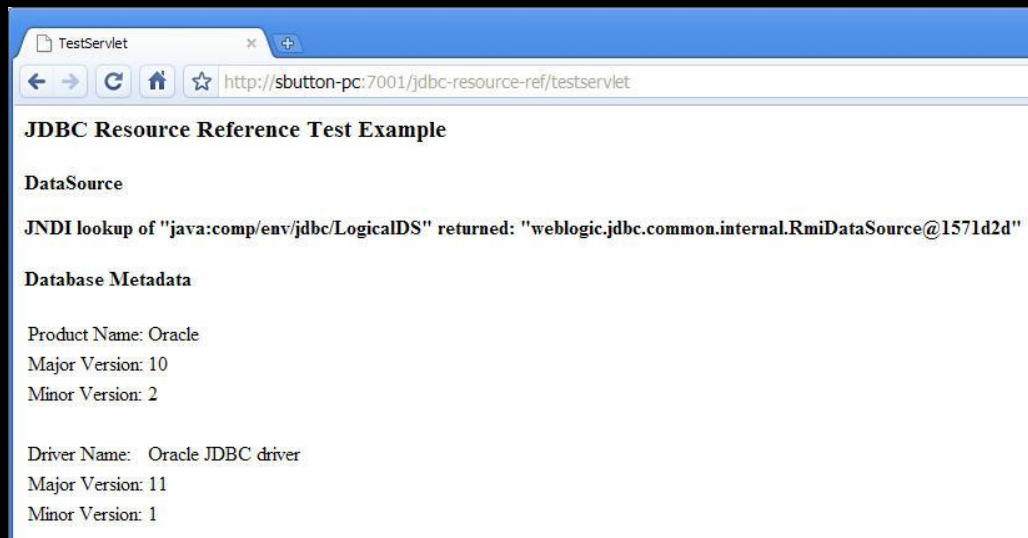 TestServlet
http://sbutton-pc:7001/jdbc-resource-ref/testservlet
JDBC Resource Reference Test Example
DataSource
JNDI lookup of "java:comp/env/jdbc/LogicalDS" returned: "weblogic.jdbc.common.internal.RmiDataSource@1571d2d"
Database Metadata
Product Name: Oracle
Major Version: 10
Minor Version: 2
Driver Name: Oracle JDBC driver
Major Version: 11
Minor Version: 1